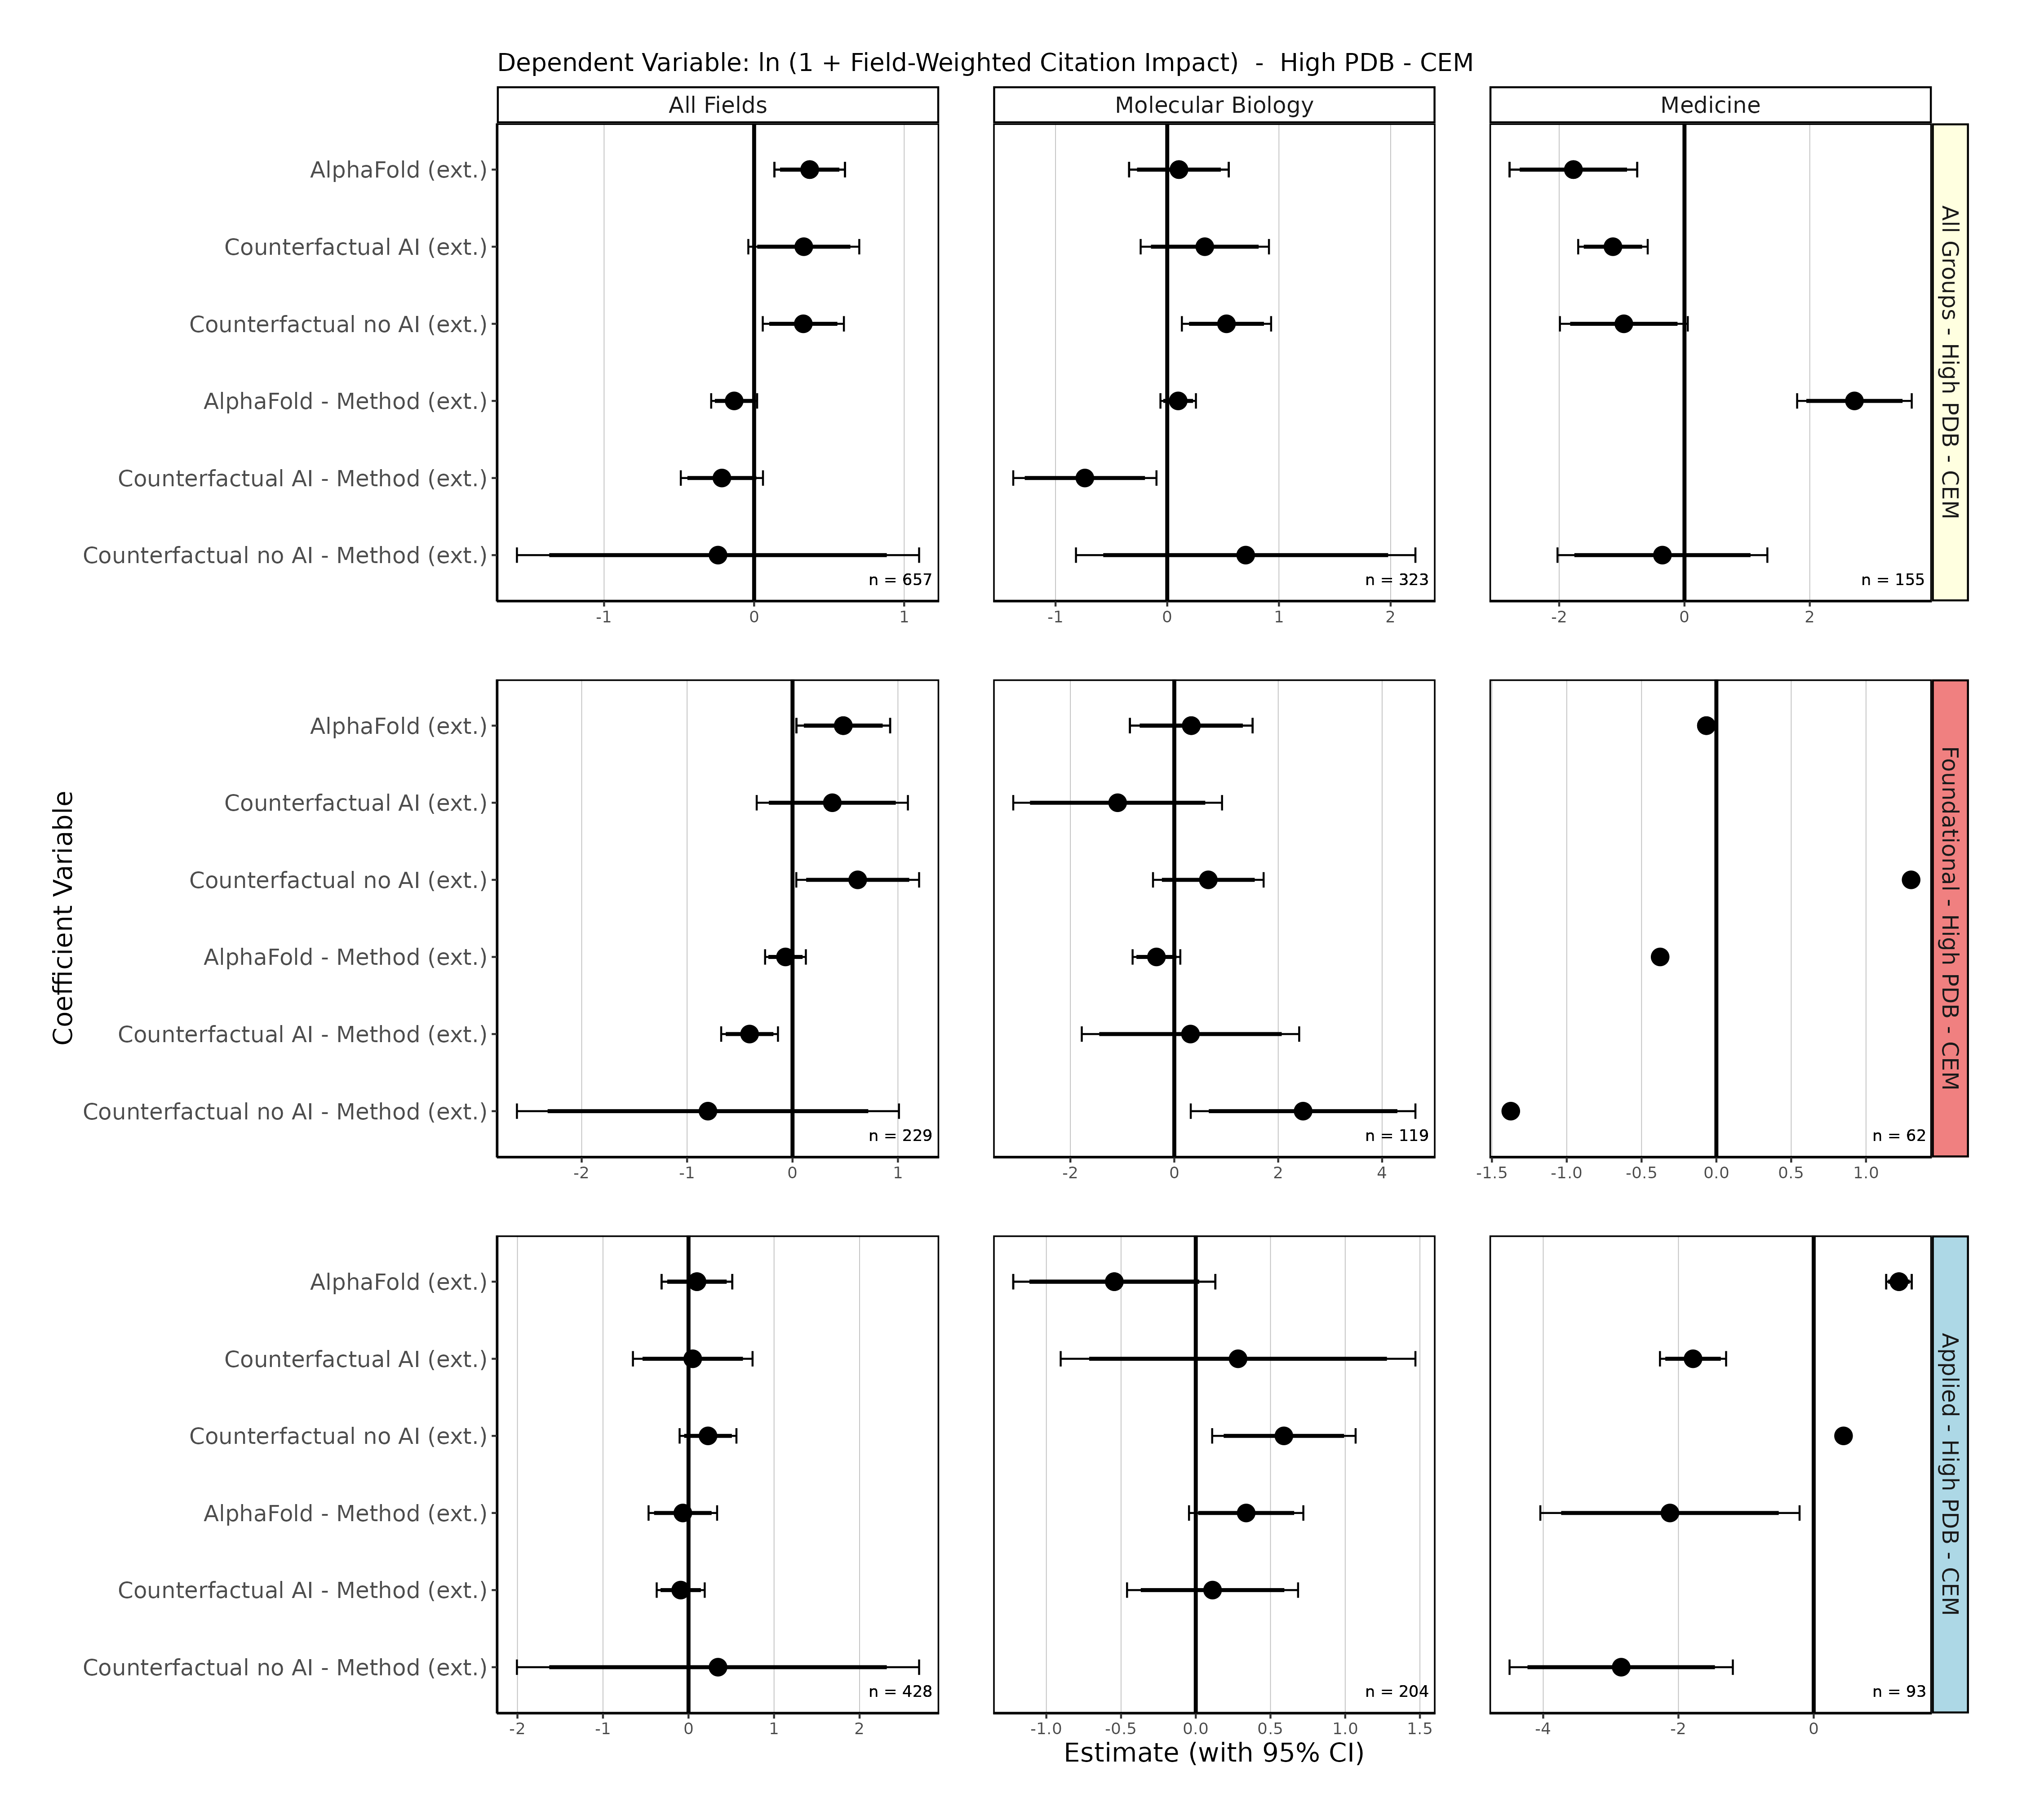 Dependent Variable: ln (1 + Field-Weighted Citation Impact)  -  High PDB - CEM
All Fields
Molecular Biology
Medicine
AlphaFold (ext.)
Counterfactual AI (ext.)
Counterfactual no AI (ext.)
AlphaFold - Method (ext.)
Counterfactual AI - Method (ext.)
Counterfactual no AI - Method (ext.)
n = 657
n = 323
n = 155
-1 0 1
-1 0 1 2
-2 0 2
All Groups - High PDB - CEM
Coefficient Variable
AlphaFold (ext.)
Counterfactual AI (ext.)
Counterfactual no AI (ext.)
AlphaFold - Method (ext.)
Counterfactual AI - Method (ext.)
Counterfactual no AI - Method (ext.)
n = 229
n = 119
n = 62
-2 -1 0 1
-2 0 2 4
-1.5 -1.0 -0.5 0.0 0.5 1.0
Foundational - High PDB - CEM
AlphaFold (ext.)
Counterfactual AI (ext.)
Counterfactual no AI (ext.)
AlphaFold - Method (ext.)
Counterfactual AI - Method (ext.)
Counterfactual no AI - Method (ext.)
n = 428
n = 204
n = 93
-2 -1 0 1 2
-1.0 -0.5 0.0 0.5 1.0 1.5
-4 -2 0
Applied - High PDB - CEM
Estimate (with 95% CI)